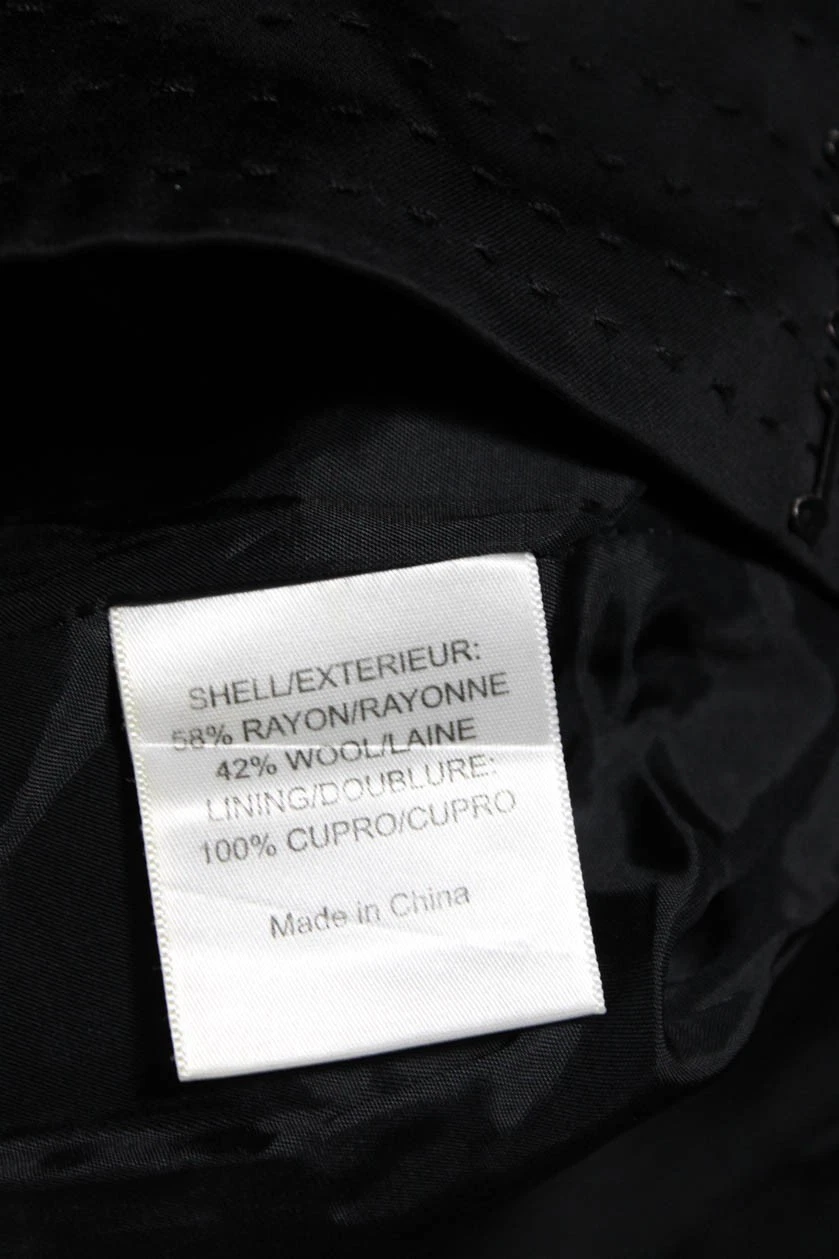 SHELL/EXTERIEUR:
58% RAYON/RAYONNE
42% WOOL/LAINE
LINING/DOUBLURE:
100% CUPRO/CUPRO
Made in China